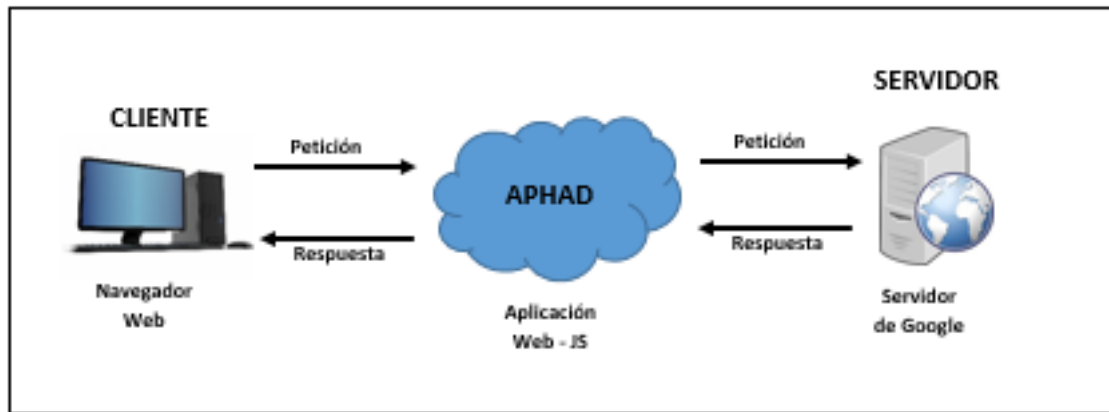 SERVIDOR
CLIENTE
Petición
Petición
APHAD
Respuesta
Respuesta
Navegador
Web
Aplicación
Web - JS
Servidor
de Google